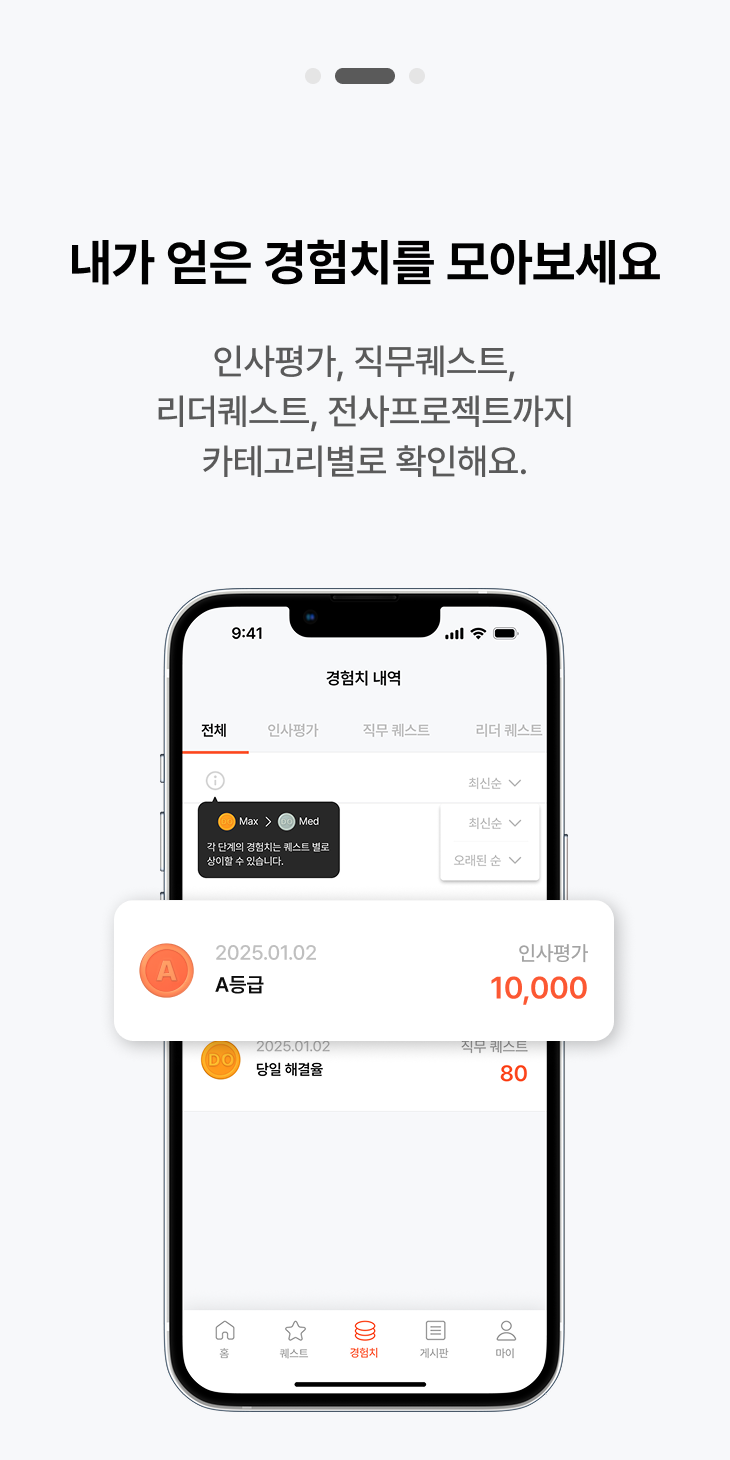 내가 얻은 경험치를 모아보세요
인사평가, 직무퀘스트,
리더퀘스트, 전사프로젝트까지
카테고리별로 확인해요.
9:41
경험치 내역
전체 인사평가 직무 퀘스트 리더 퀘스트
최신순
DO Max > DO Med
각 단계의 경험치는 퀘스트 별로
상이할 수 있습니다.
최신순
오래된 순
A
2025.01.02 인사평가
A등급 10,000
DO
2025.01.02 직무 퀘스트
당일 해결율 80
홈 퀘스트 경험치 게시판 마이